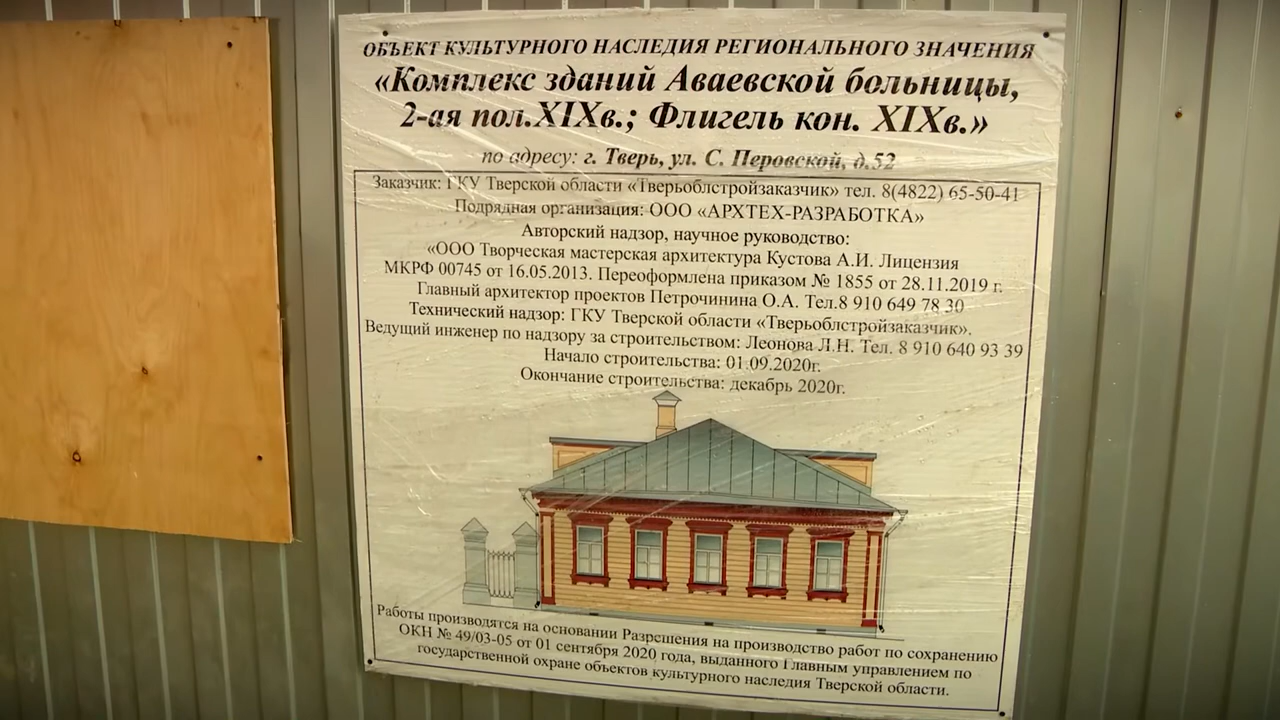 ОБЪЕКТ КУЛЬТУРНОГО НАСЛЕДИЯ РЕГИОНАЛЬНОГО ЗНАЧЕНИЯ
«Комплекс зданий Аваевской больницы,
2-ая пол.XIXв.; Флигель кон. XIXв.»
по адресу: г. Тверь, ул. С. Перовской, д.52
Заказчик: ГКУ Тверской области «Тверьоблстройзаказчик» тел. 8(4822) 65-50-41
Подрядная организация: ООО «АРХТЕХ-РАЗРАБОТКА»
Авторский надзор, научное руководство:
«ООО Творческая мастерская архитектура Кустова А.И. Лицензия
МКРФ 00745 от 16.05.2013. Переоформлена приказом № 1855 от 28.11.2019 г.
Главный архитектор проектов Петрочинина О.А. Тел.8 910 649 78 30
Технический надзор: ГКУ Тверской области «Тверьоблстройзаказчик».
Ведущий инженер по надзору за строительством: Леонова Л.Н. Тел. 8 910 640 93 39
Начало строительства: 01.09.2020г.
Окончание строительства: декабрь 2020г.
Работы производятся на основании Разрешения на производство работ по сохранению
ОКН № 49/03-05 от 01 сентября 2020 года, выданного Главным управлением по
государственной охране объектов культурного наследия Тверской области.